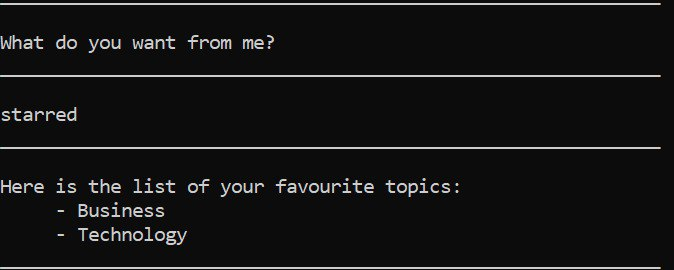 What do you want from me?
starred
Here is the list of your favourite topics:
- Business
- Technology